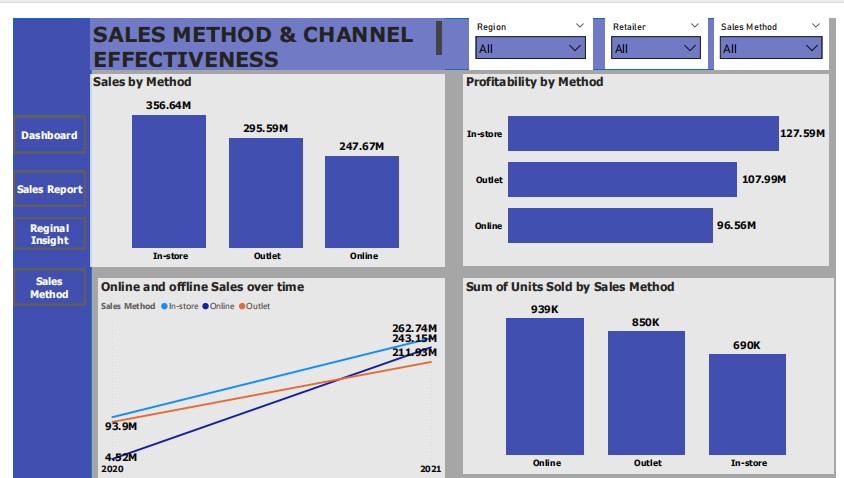 SALES METHOD & CHANNEL
EFFECTIVENESS
Region
All
Retailer
All
Sales Method
All
Dashboard
Sales Report
Reginal
Insight
Sales
Method
Sales by Method
356.64M
295.59M
247.67M
In-store
Outlet
Online
Profitability by Method
In-store
127.59M
Outlet
107.99M
Online
96.56M
Online and offline Sales over time
Sales Method In-store Online Outlet
262.74M
243.15M
211.93M
93.9M
4.52M
2020
2021
Sum of Units Sold by Sales Method
939K
850K
690K
Online
Outlet
In-store